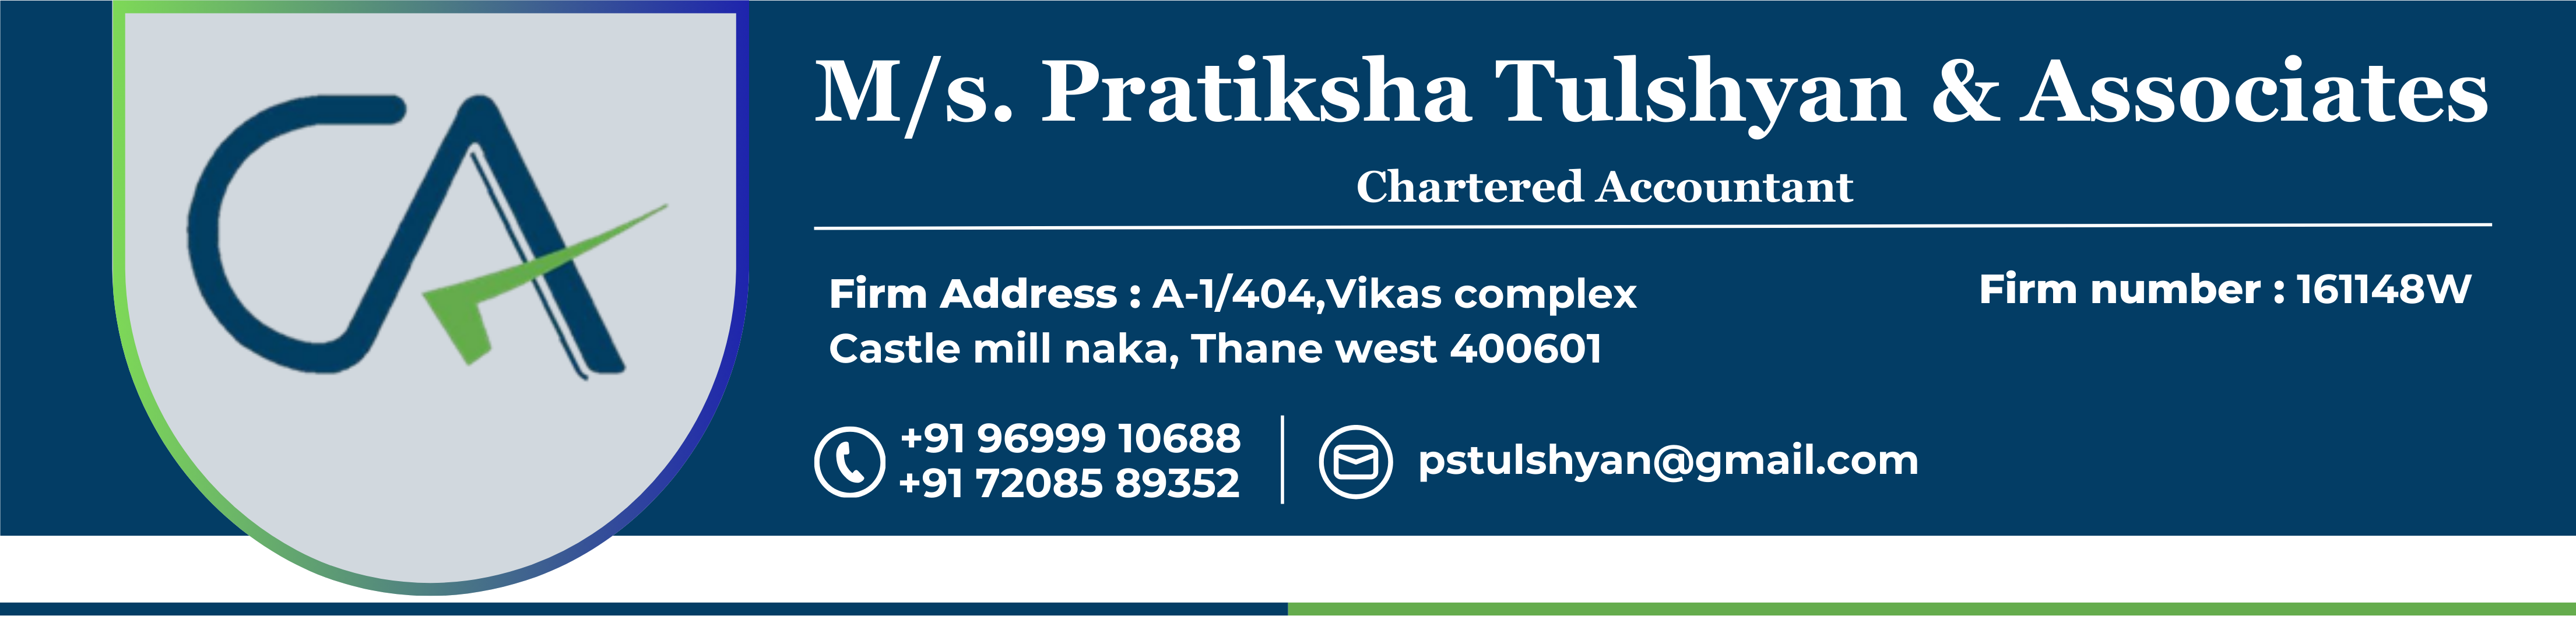 CA
M/s. Pratiksha Tulshyan & Associates
Chartered Accountant
Firm Address : A-1/404,Vikas complex
Castle mill naka, Thane west 400601
Firm number : 161148W
+91 96999 10688
+91 72085 89352
pstulshyan@gmail.com